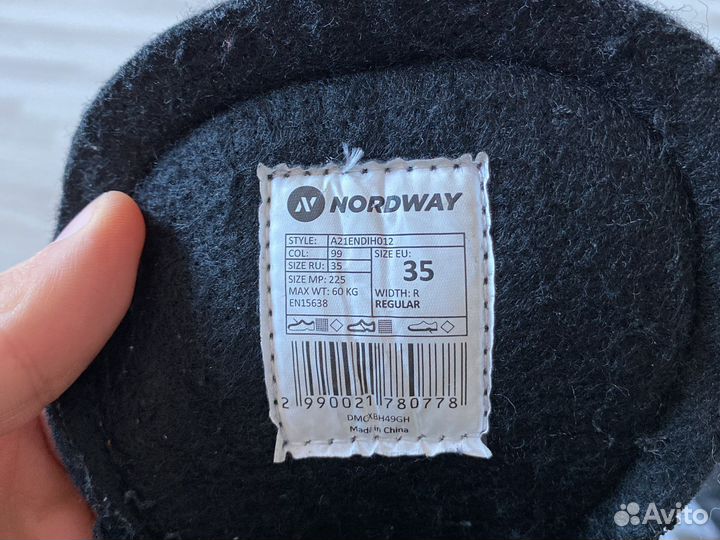 NORDWAY
STYLE: A21ENDIH012
COL: 99 SIZE EU:
SIZE RU: 35 35
SIZE MP: 225
MAX WT: 60 KG WIDTH: R
EN15638 REGULAR
2 990021 780778
Made in China
Avito